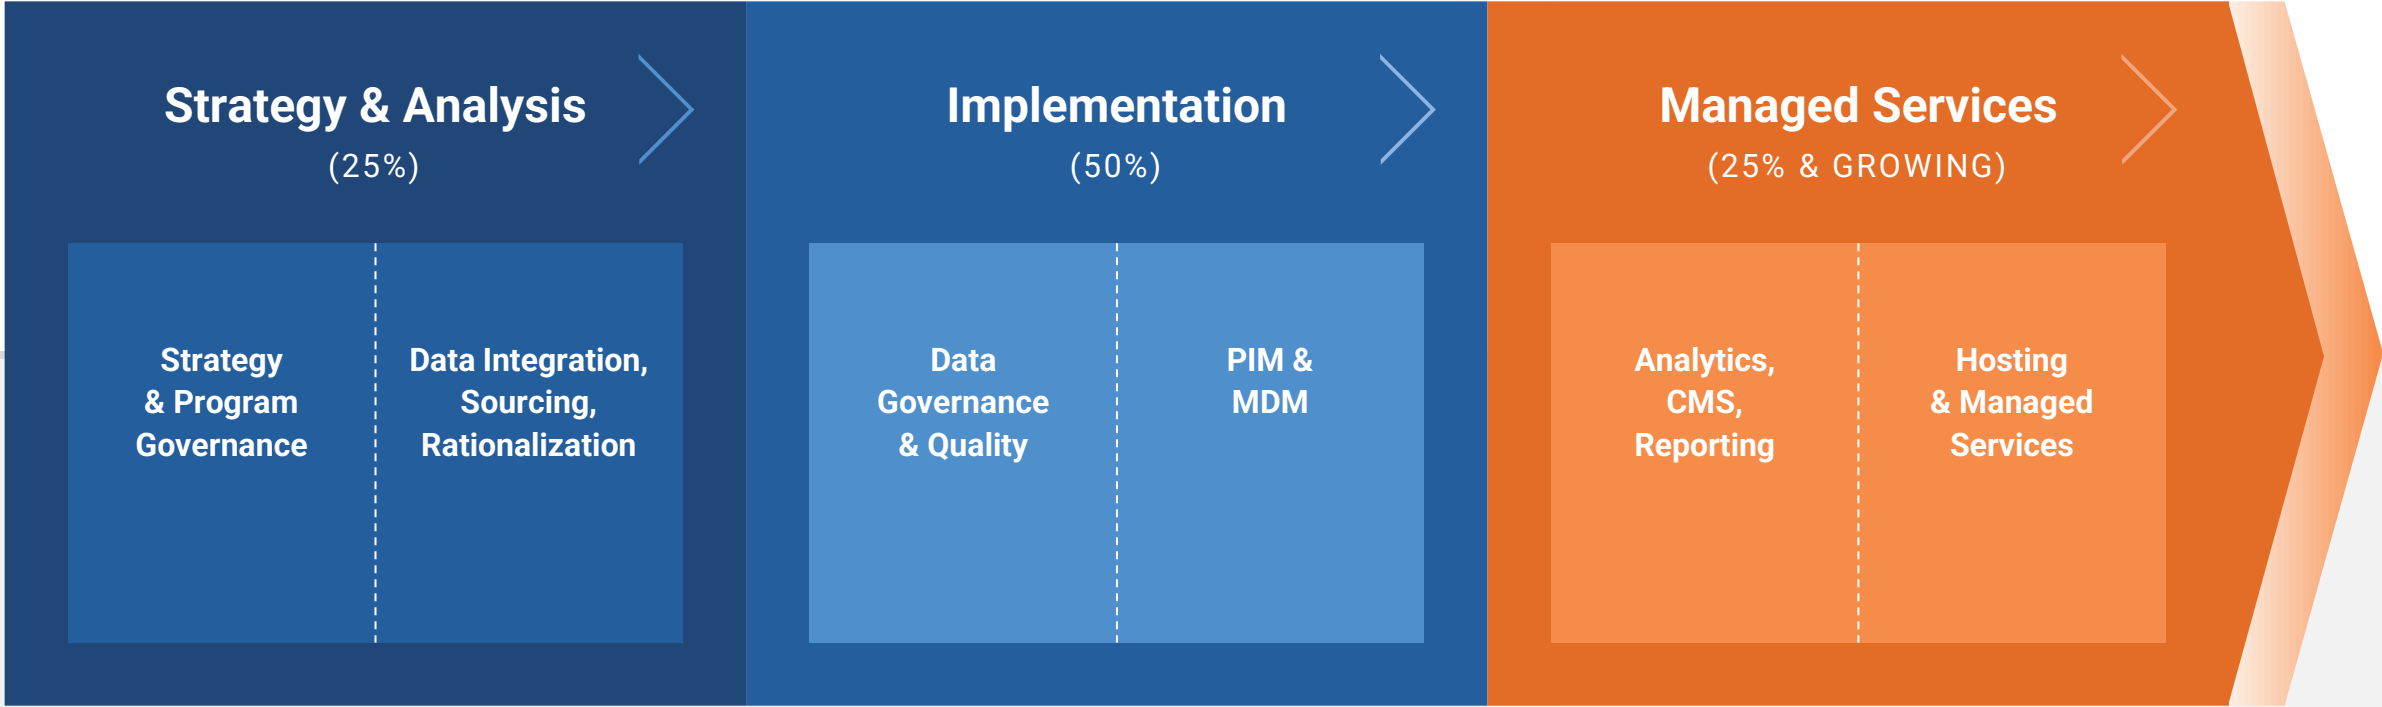 Strategy & Analysis
(25%)
Strategy
& Program
Governance
Data Integration,
Sourcing,
Rationalization
Implementation
(50%)
Data
Governance
& Quality
PIM &
MDM
Managed Services
(25% & GROWING)
Analytics,
CMS,
Reporting
Hosting
& Managed
Services